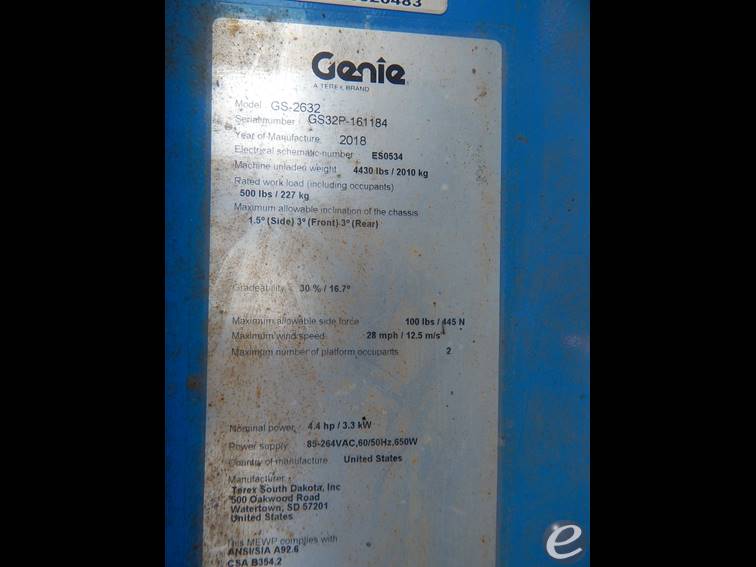 Genie
A TEREX BRAND
Model GS-2632
Serial number GS32P-161184
Year of Manufacture 2018
Electrical schematic number ES0534
Machine unladed weight 4430 lbs / 2010 kg
Rated work load (including occupants)
500 lbs / 227 kg
Maximum allowable inclination of the chassis
1.5º (Side) 3º (Front) 3º (Rear)
Gradeability 30 % / 16.7º
Maximum allowable side force 100 lbs / 445 N
Maximum wind speed 28 mph / 12.5 m/s
Maximum number of platform occupants 2
Nominal power 4.4 hp / 3.3 kW
Power supply 85-264VAC,60/50Hz,650W
Country of manufacture United States
Manufacturer
Terex South Dakota, Inc
500 Oakwood Road
Watertown, SD 57201
United States
This MEWP complies with
ANSI/SIA A92.6
CSA B354.2
e